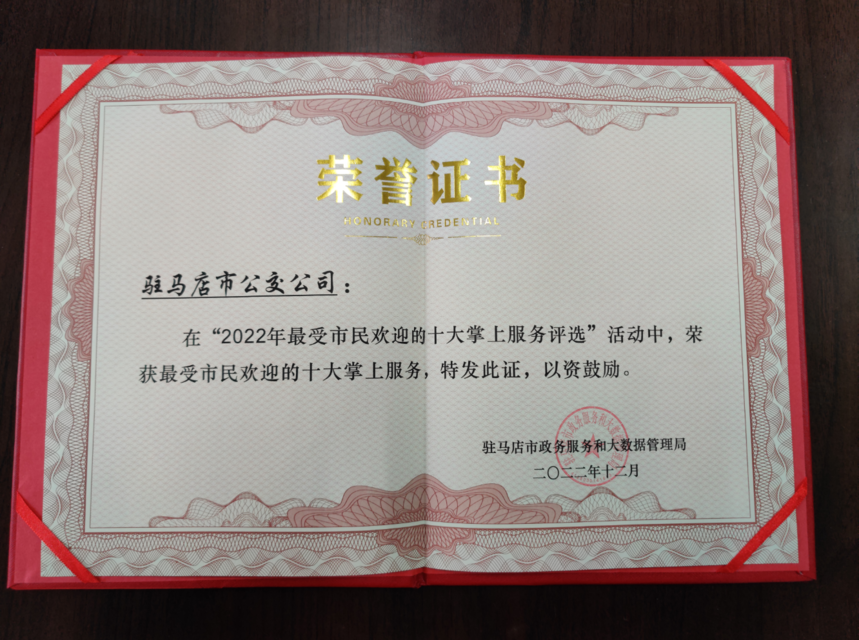 荣誉证书
HONORARY CREDENTIAL
驻马店市公交公司：
在“2022年最受市民欢迎的十大掌上服务评选”活动中，荣
获最受市民欢迎的十大掌上服务，特发此证，以资鼓励。
驻马店市政务服务和大数据管理局
二〇二二年十二月